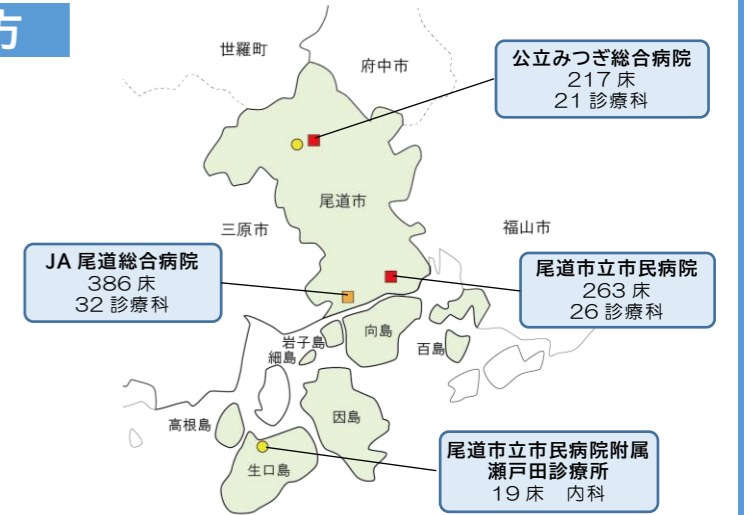 方
世羅町
府中市
公立みつぎ総合病院
217 床
21 診療科
尾道市
三原市
福山市
JA 尾道総合病院
386 床
32 診療科
尾道市立市民病院
263 床
26 診療科
岩子島
向島
細島
百島
因島
高根島
生口島
尾道市立市民病院附属
瀬戸田診療所
19 床　内科